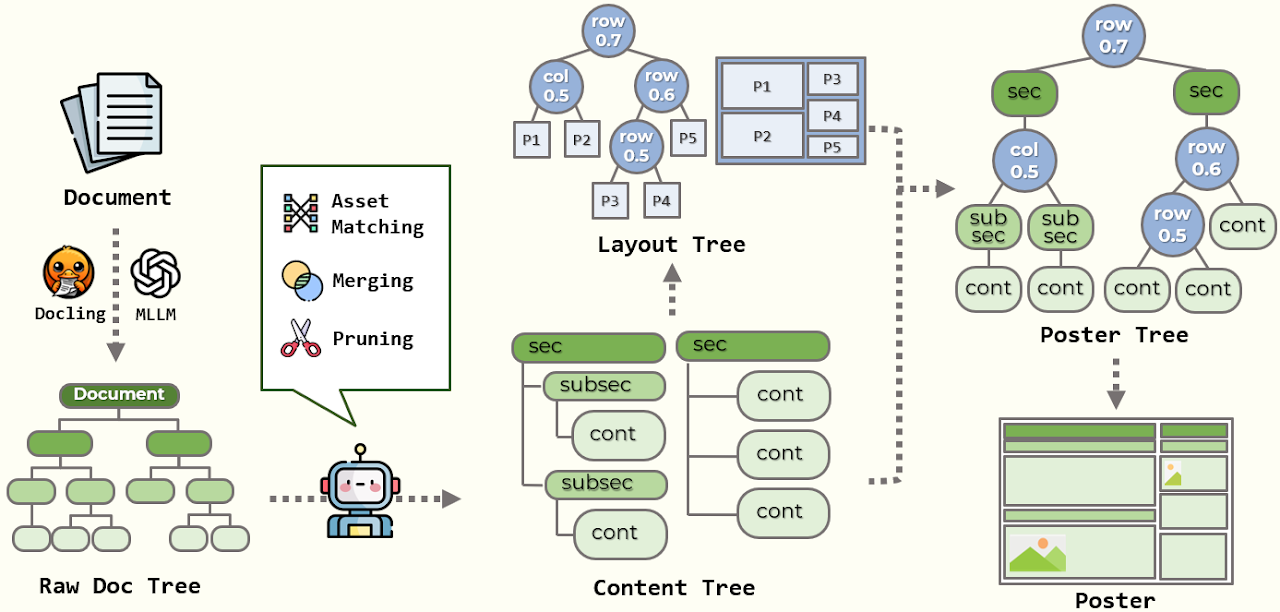 Document
Docling
MLLM
Document
Raw Doc Tree
Asset
Matching
Merging
Pruning
row
0.7
col
0.5
row
0.6
P1
P2
row
0.5
P5
P3
P4
Layout Tree
P1
P2
P3
P4
P5
sec
subsec
cont
subsec
cont
sec
cont
cont
cont
Content Tree
row
0.7
sec
sec
col
0.5
row
0.6
sub
sec
sub
sec
row
0.5
cont
cont
cont
cont
cont
Poster Tree
Poster